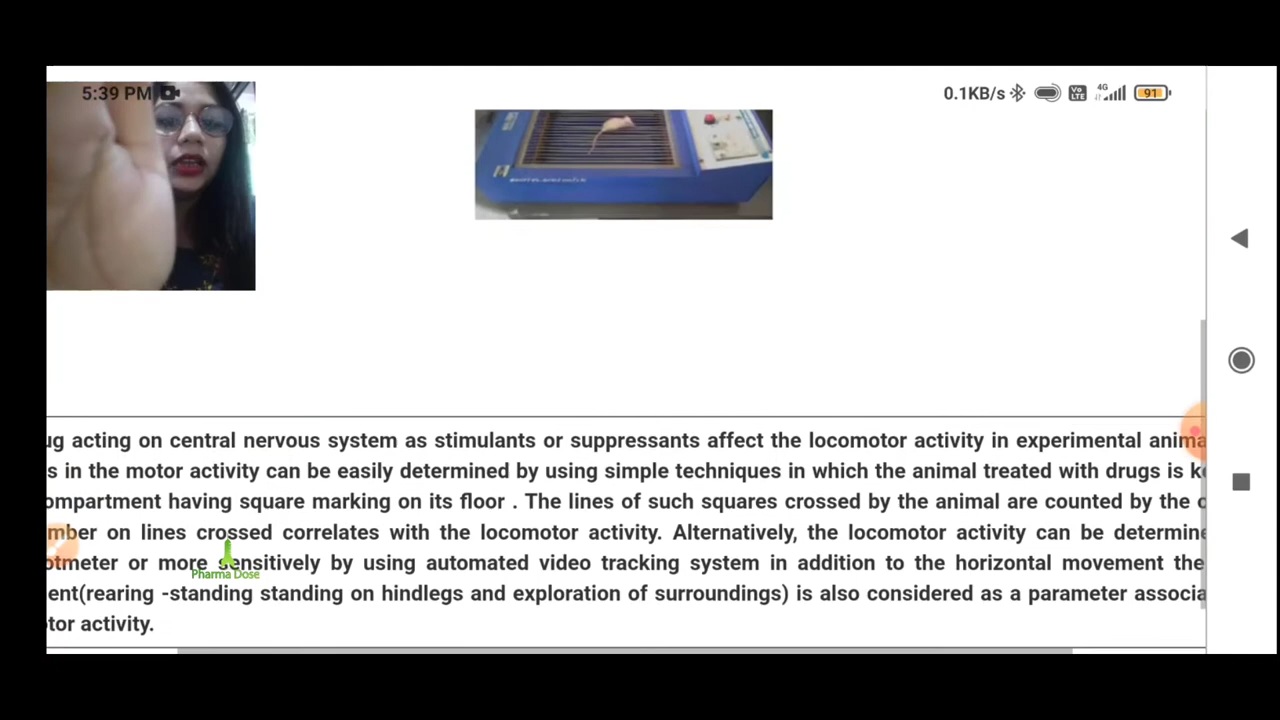 5:39 PM
0.1KB/s
Vo LTE
4G
91
ug acting on central nervous system as stimulants or suppressants affect the locomotor activity in experimental anima
s in the motor activity can be easily determined by using simple techniques in which the animal treated with drugs is k
ompartment having square marking on its floor . The lines of such squares crossed by the animal are counted by the o
mber on lines crossed correlates with the locomotor activity. Alternatively, the locomotor activity can be determine
otmeter or more sensitively by using automated video tracking system in addition to the horizontal movement the
Pharma Dose
ent(rearing -standing standing on hindlegs and exploration of surroundings) is also considered as a parameter associa
tor activity.